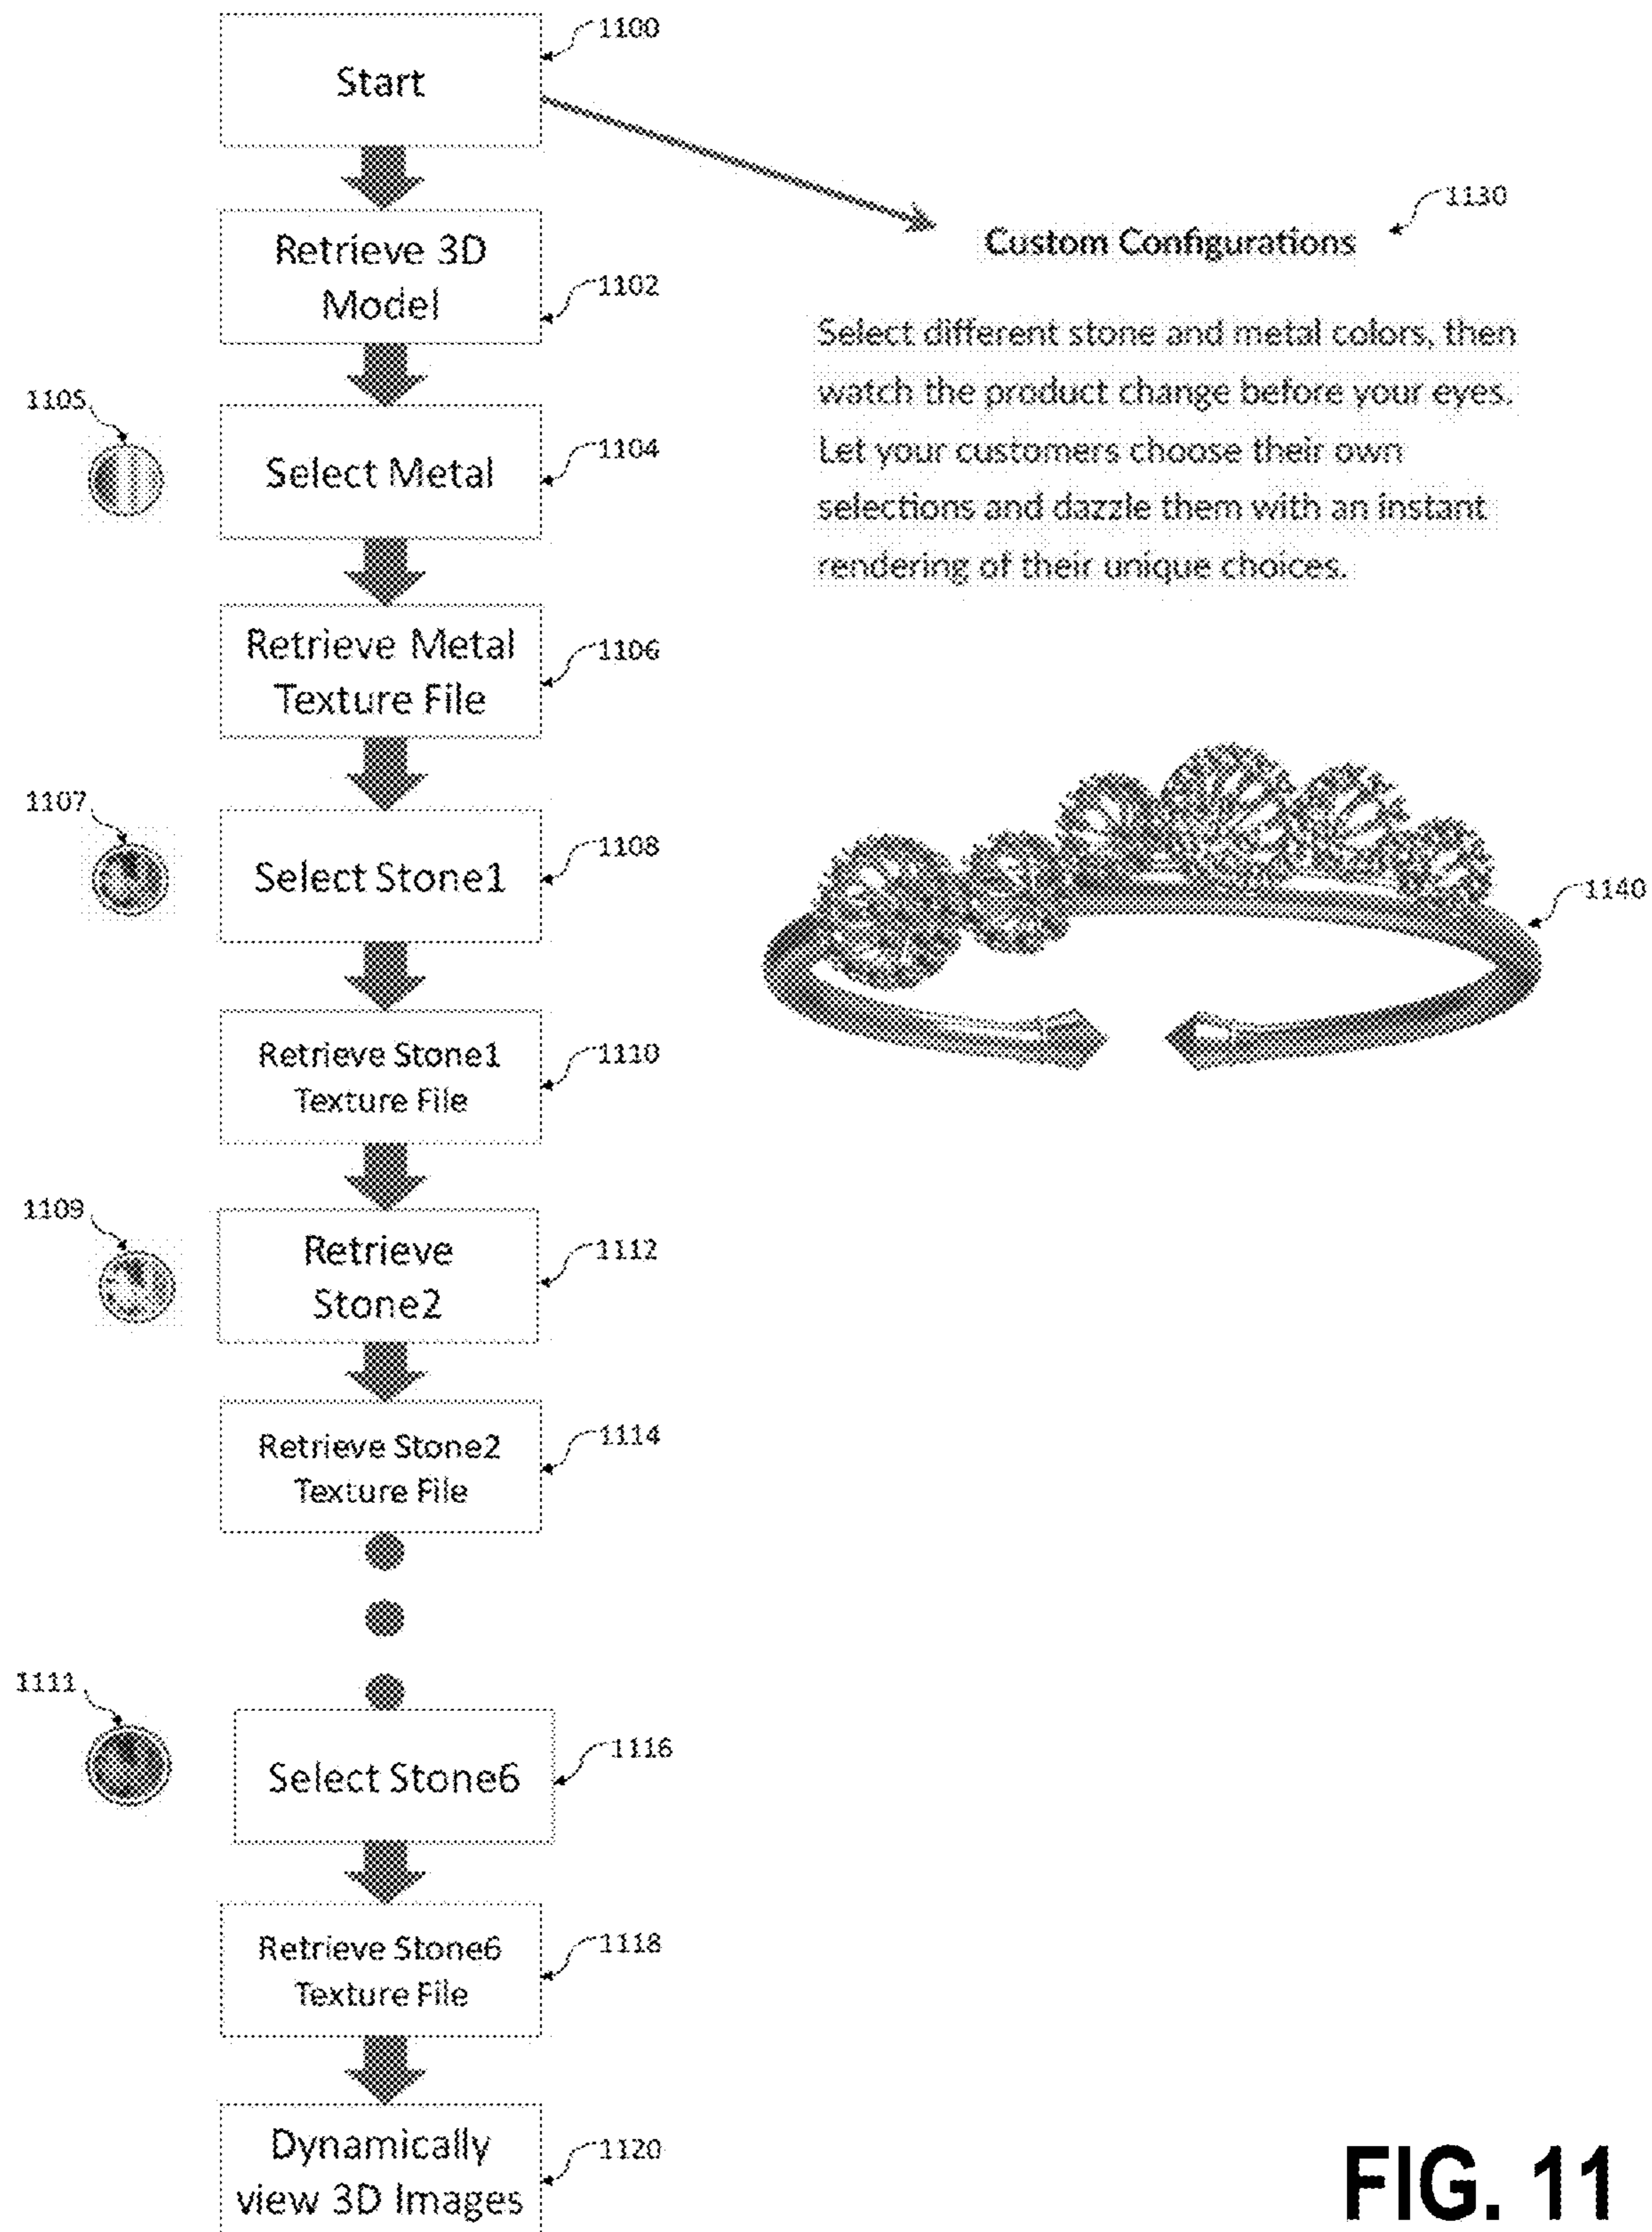 1100
Start
1130
Custom Configurations
Retrieve 3D
Model
1102
Select different stone and metal colors, then
watch the product change before your eyes.
Let your customers choose their own
selections and dazzle them with an instant
rendering of their unique choices.
1105
Select Metal
1104
Retrieve Metal
Texture File
1106
1107
Select Stone1
1108
1140
Retrieve Stone1
Texture File
1110
1109
Retrieve
Stone2
1112
Retrieve Stone2
Texture File
1114
1111
Select Stone6
1116
Retrieve Stone6
Texture File
1118
Dynamically
view 3D Images
1120
FIG. 11